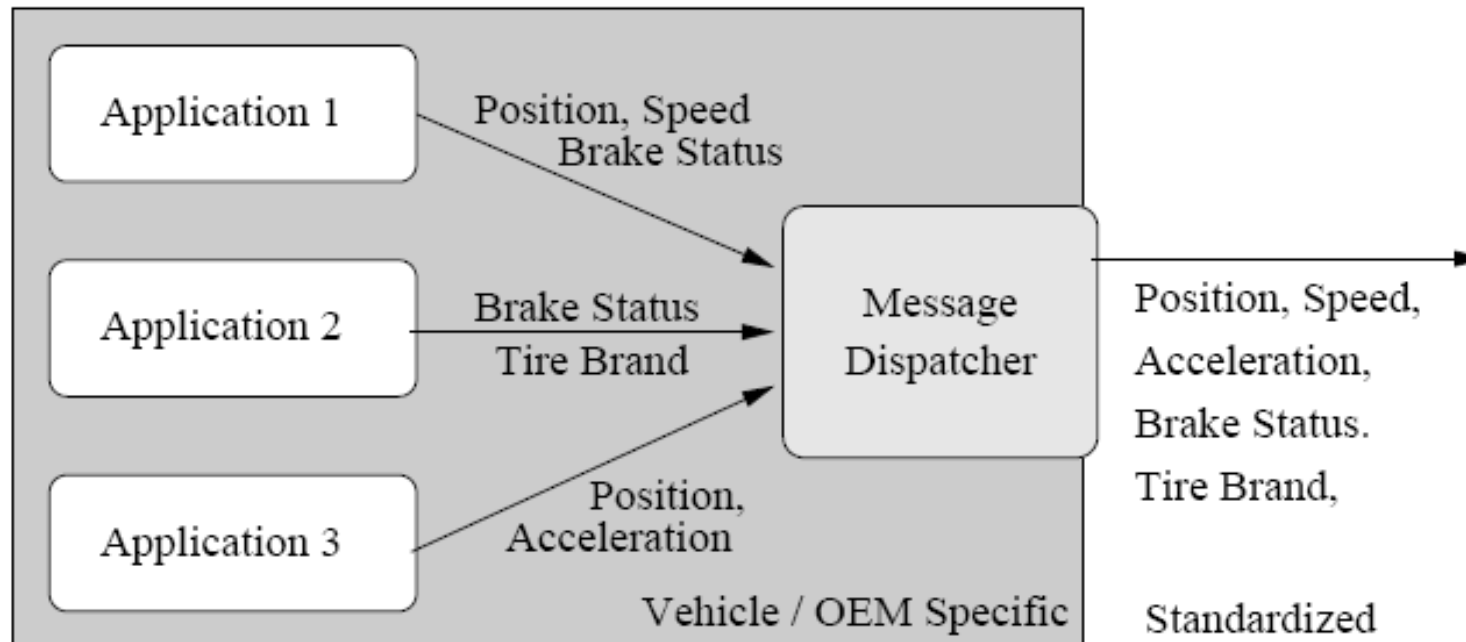 Application 1
Position, Speed
Brake Status
Application 2
Brake Status
Tire Brand
Application 3
Position,
Acceleration
Message
Dispatcher
Position, Speed,
Acceleration,
Brake Status.
Tire Brand,
Vehicle / OEM Specific
Standardized